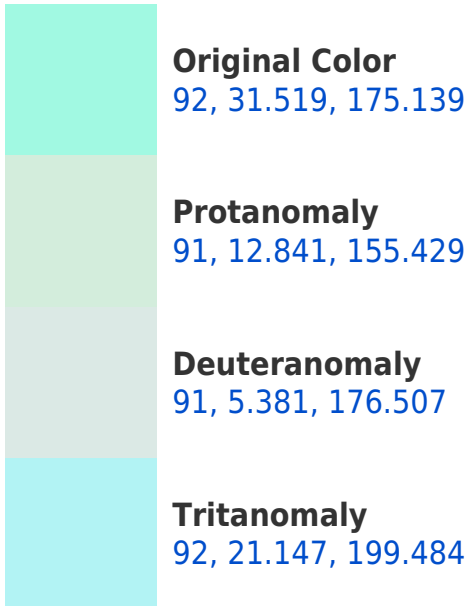 Original Color
92, 31.519, 175.139
Protanomaly
91, 12.841, 155.429
Deuteranomaly
91, 5.381, 176.507
Tritanomaly
92, 21.147, 199.484